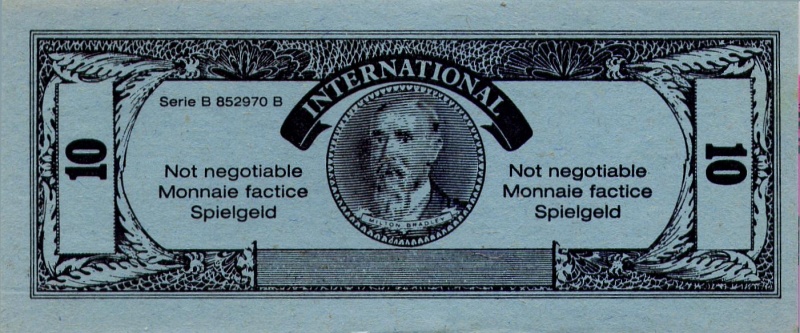 INTERNATIONAL
Serie B 852970 B
10
10
Not negotiable
Monnaie factice
Spielgeld
Not negotiable
Monnaie factice
Spielgeld
MILTON BRADLEY